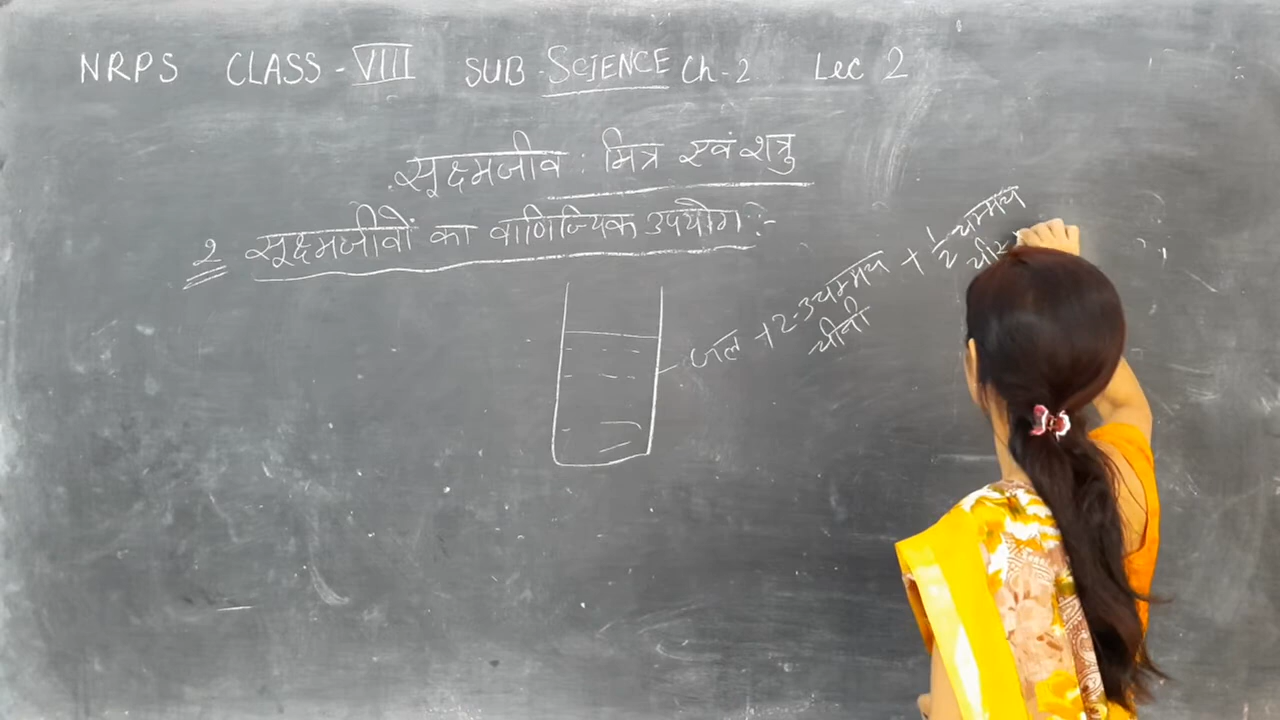 NRPS CLASS - VIII SUB - SCIENCE Ch - 2 Lec 2
सूक्ष्मजीव : मित्र एवं शत्रु
2 सूक्ष्मजीवों का वाणिज्यिक उपयोग :-
जल + 2-3 चम्मच चीनी + 1/2 चम्मच